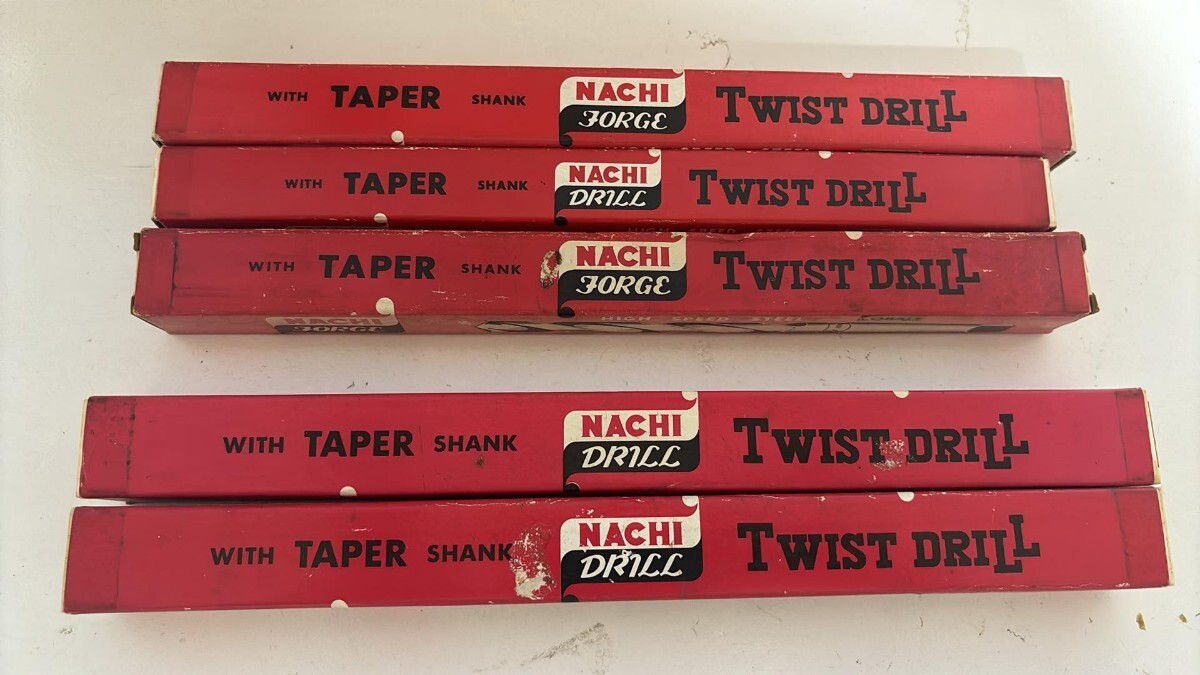 WITH TAPER SHANK NACHI FORGE TWIST DRILL
WITH TAPER SHANK NACHI DRILL TWIST DRILL
WITH TAPER SHANK NACHI FORGE TWIST DRILL
NACHI FORGE HIGH SPEED STEEL
WITH TAPER SHANK NACHI DRILL TWIST DRILL
WITH TAPER SHANK NACHI DRILL TWIST DRILL